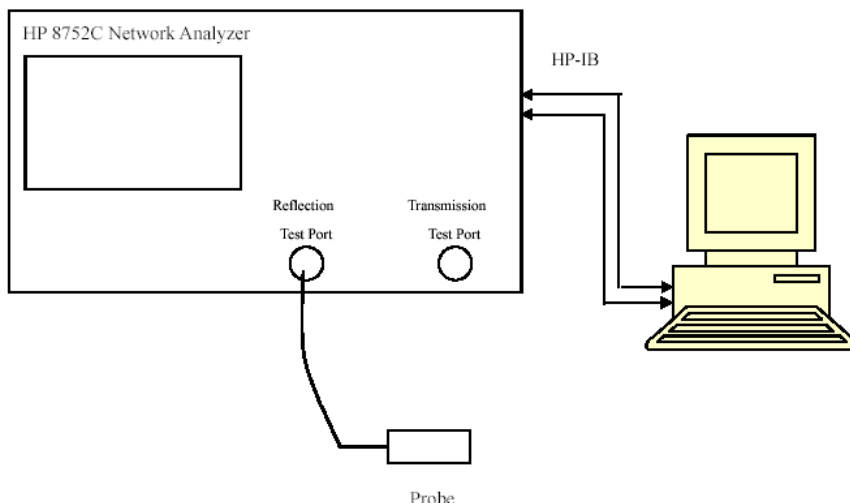 HP 8752C Network Analyzer
HP-IB
Reflection
Test Port
Transmission
Test Port
Probe